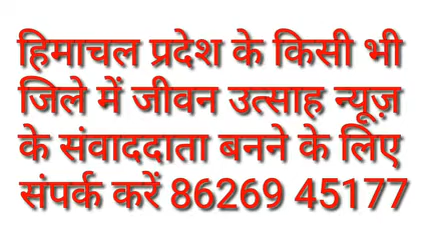 हिमाचल प्रदेश के किसी भी
जिले में जीवन उत्साह न्यूज़
के संवाददाता बनने के लिए
संपर्क करें 86269 45177